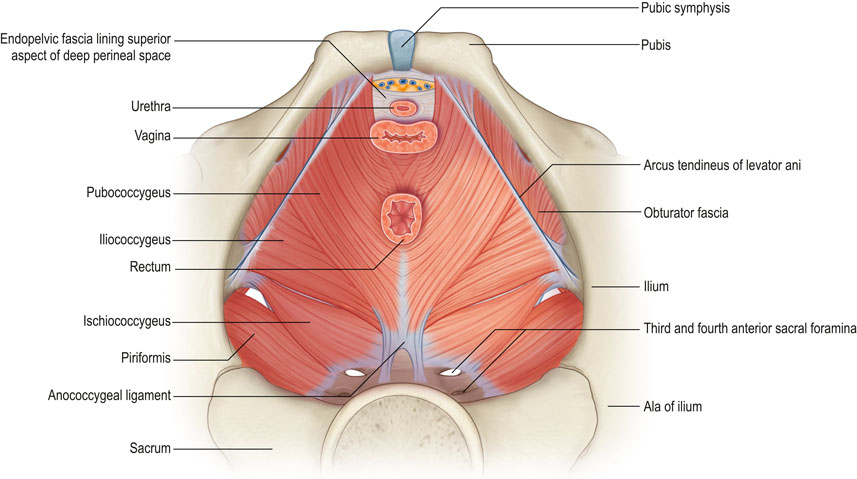 Pubic symphysis
Endopelvic fascia lining superior
aspect of deep perineal space
Pubis
Urethra
Vagina
Arcus tendineus of levator ani
Pubococcygeus
Obturator fascia
Iliococcygeus
Rectum
Ilium
Ischiococcygeus
Third and fourth anterior sacral foramina
Piriformis
Anococcygeal ligament
Ala of ilium
Sacrum